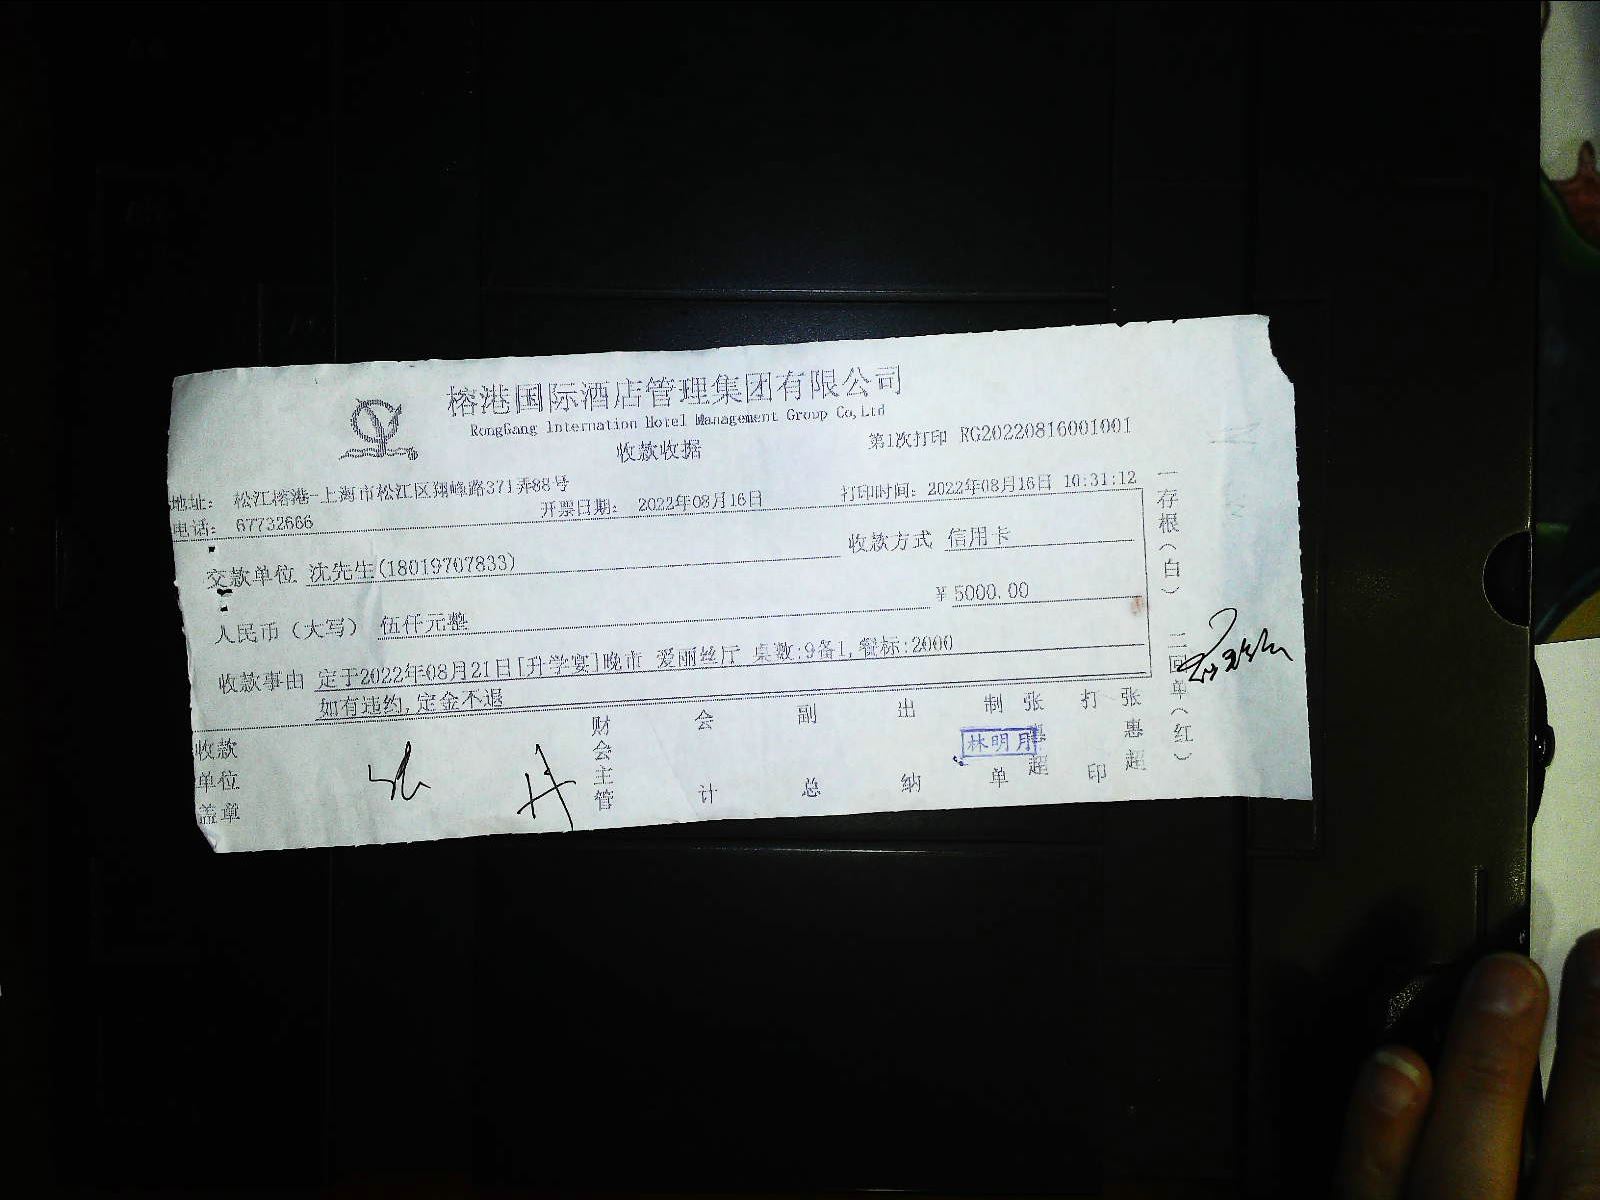 榕港国际酒店管理集团有限公司
RongGang Internation Hotel Management Group Co,Ltd
收款收据
第1次打印 RG20220816001001
地址： 松江榕港-上海市松江区翔峰路371弄88号
电话： 67732666
开票日期： 2022年08月16日
打印时间：2022年08月16日 10:31:12
交款单位 沈先生(18019707833)
收款方式 信用卡
人民币（大写） 伍仟元整
￥5000.00
收款事由 定于2022年08月21日[升学宴]晚市 爱丽丝厅 桌数:9备1,餐标:2000
如有违约,定金不退
收款单位盖章
财会主管
会计
副总
出纳
制单 张惠超
林明月
打印 张惠超
一存根（白）
二回单（红）